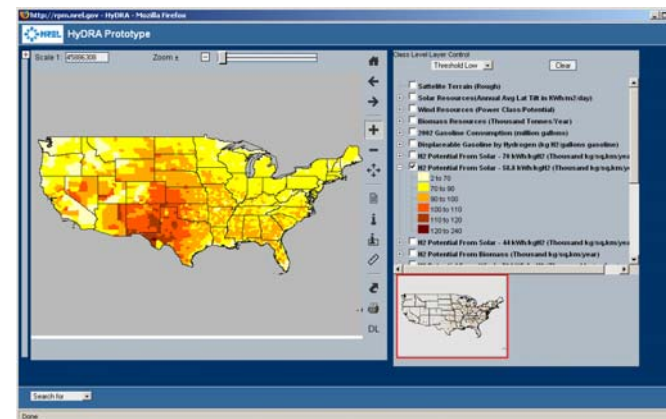 http://rpm.nrel.gov - HyDRA - Mozilla Firefox
NREL HyDRA Prototype
Scale 1: 45886308 Zoom ±
Class Level Layer Control
Threshold Low
Clear
Sattelite Terrain (Rough)
Solar Resources(Annual Avg Lat Tilt in KWh/m2/day)
Wind Resources (Power Class Potential)
Biomass Resources (Thousand Tonnes/Year)
2002 Gasoline Consumption (million gallons)
Displaceable Gasoline by Hydrogen (kg H2/gallons gasoline)
H2 Potential From Solar - 70 kWh/kgH2 (Thousand kg/sq.km/ye
H2 Potential From Solar - 58.8 kWh/kgH2 (Thousand kg/sq.km/y
2 to 70
70 to 90
90 to 100
100 to 110
110 to 120
120 to 240
H2 Potential From Solar - 44 kWh/kgH2 (Thousand kg/sq.km/ye
H2 Potential From Biomass (Thousand kg/sq.km/year)
DL
Search for
Done